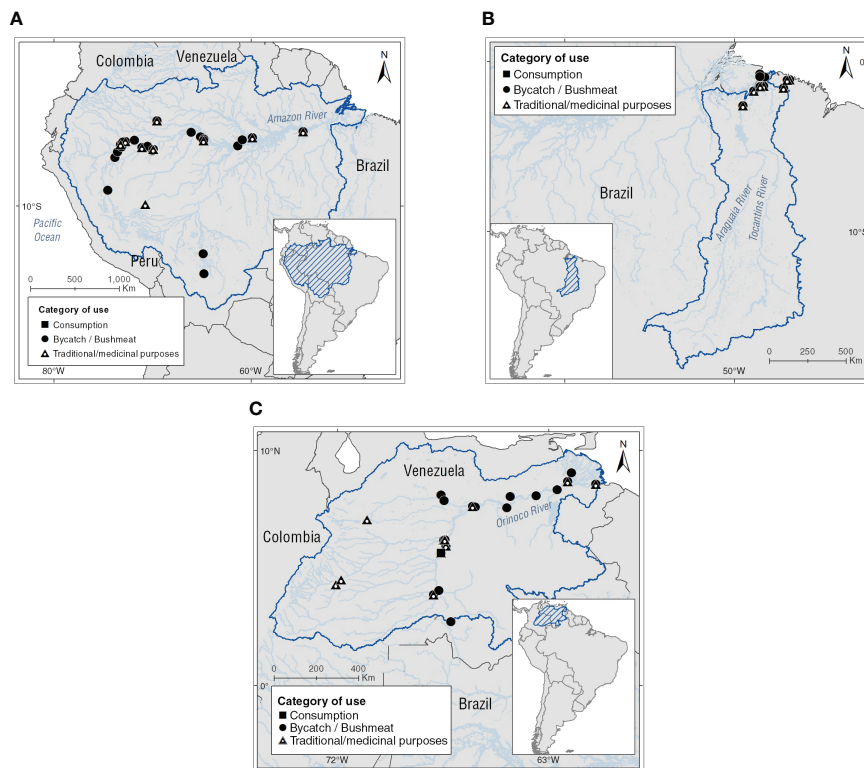 A
Colombia
Venezuela
N
Amazon River
Brazil
10°S
Pacific
Ocean
Peru
0 500 1,000
Km
Category of use
Consumption
Bycatch / Bushmeat
Traditional/medicinal purposes
80°W 60°W
B
Category of use
Consumption
Bycatch / Bushmeat
Traditional/medicinal purposes
N
Brazil
Araguaia River
Tocantins River
10°S
0 250 500
Km
50°W
C
10°N
Venezuela
N
Orinoco River
Colombia
0 200 400
Km
0°
Brazil
Category of use
Consumption
Bycatch / Bushmeat
Traditional/medicinal purposes
72°W 63°W